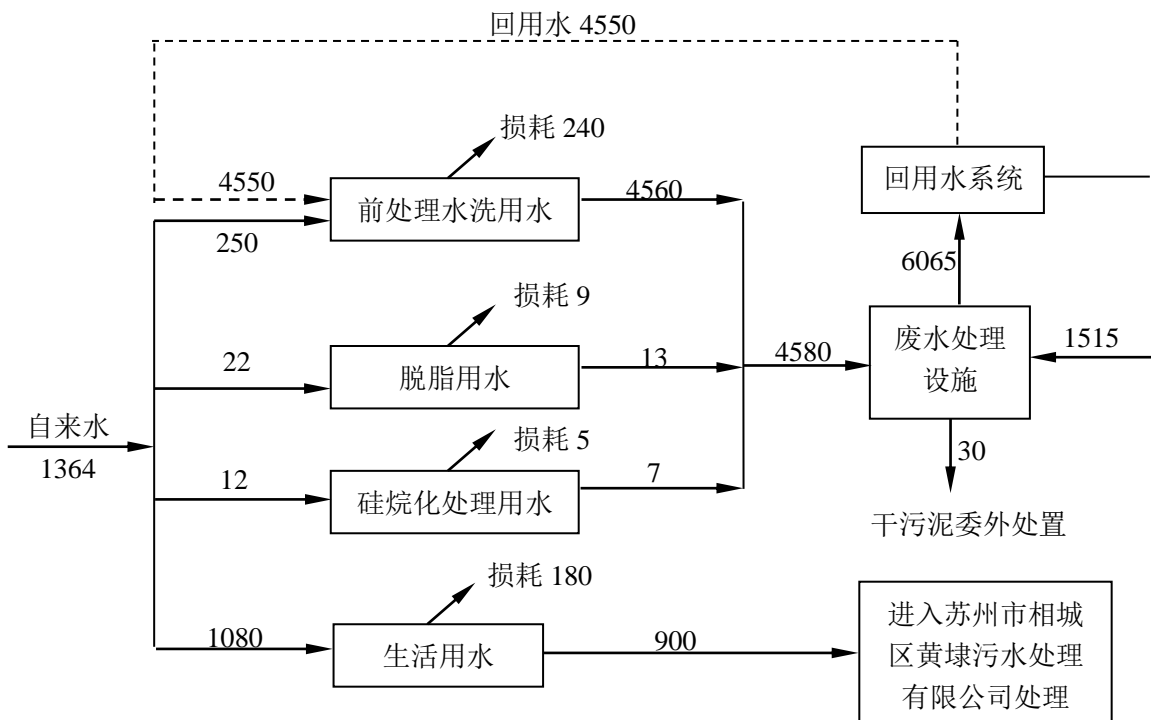 回用水 4550
损耗 240
4550
前处理水洗用水
4560
回用水系统
250
6065
损耗 9
22
脱脂用水
13
4580
废水处理
设施
1515
自来水
1364
损耗 5
12
硅烷化处理用水
7
30
干污泥委外处置
损耗 180
1080
生活用水
900
进入苏州市相城
区黄埭污水处理
有限公司处理